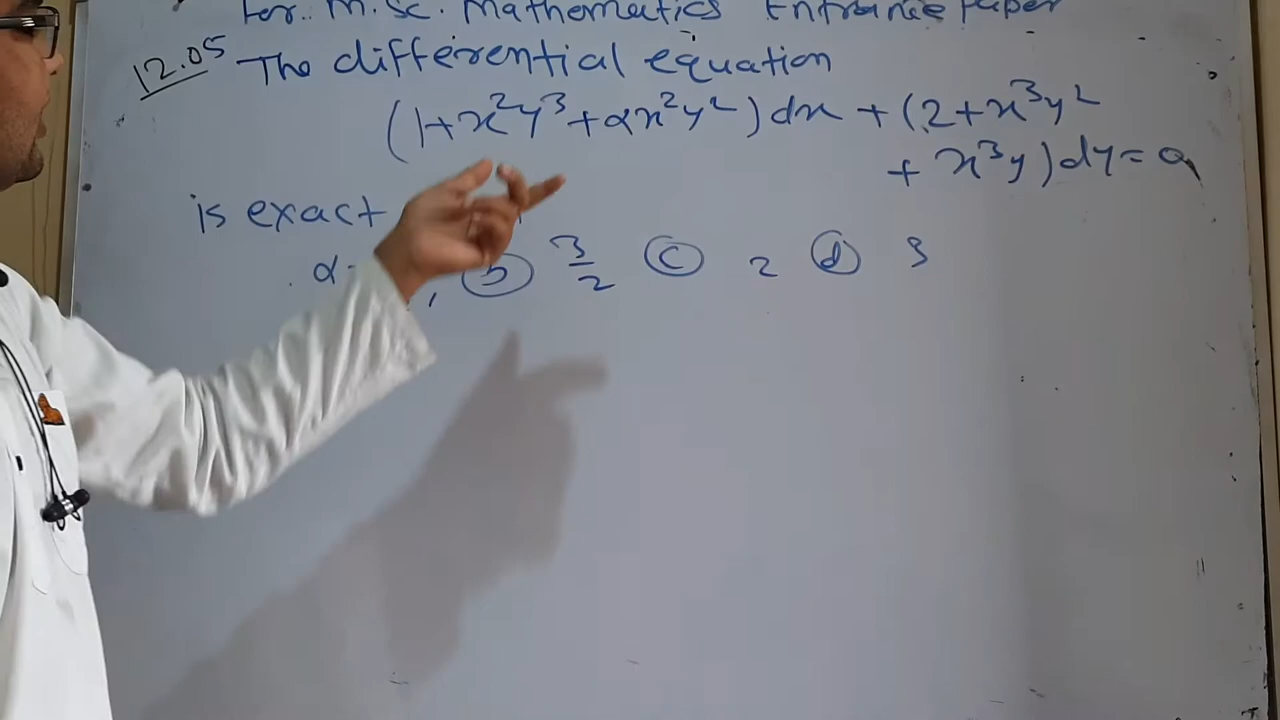 For.. M.Sc. Mathematics Entrance Paper
12.05 The differential equation
(1+x²y³+αx²y²)dx + (2+x³y²
+ x³y)dy = 0,
is exact
α= , (b) 3/2 (c) 2 (d) 3